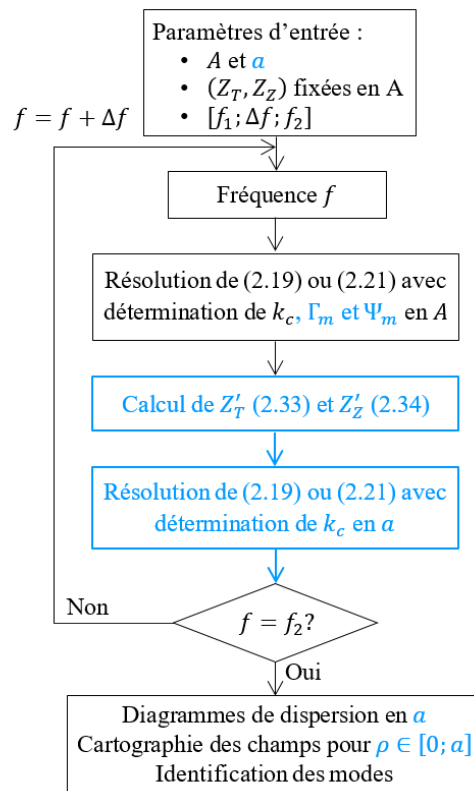 Paramètres d'entrée :
• A et a
• (Z_T, Z_Z) fixées en A
• [f₁; Δf; f₂]
f = f + Δf
Fréquence f
Résolution de (2.19) ou (2.21) avec
détermination de k_c, Γ_m et Ψ_m en A
Calcul de Z'_T (2.33) et Z'_Z (2.34)
Résolution de (2.19) ou (2.21) avec
détermination de k_c en a
Non
f = f₂?
Oui
Diagrammes de dispersion en a
Cartographie des champs pour ρ ∈ [0; a]
Identification des modes